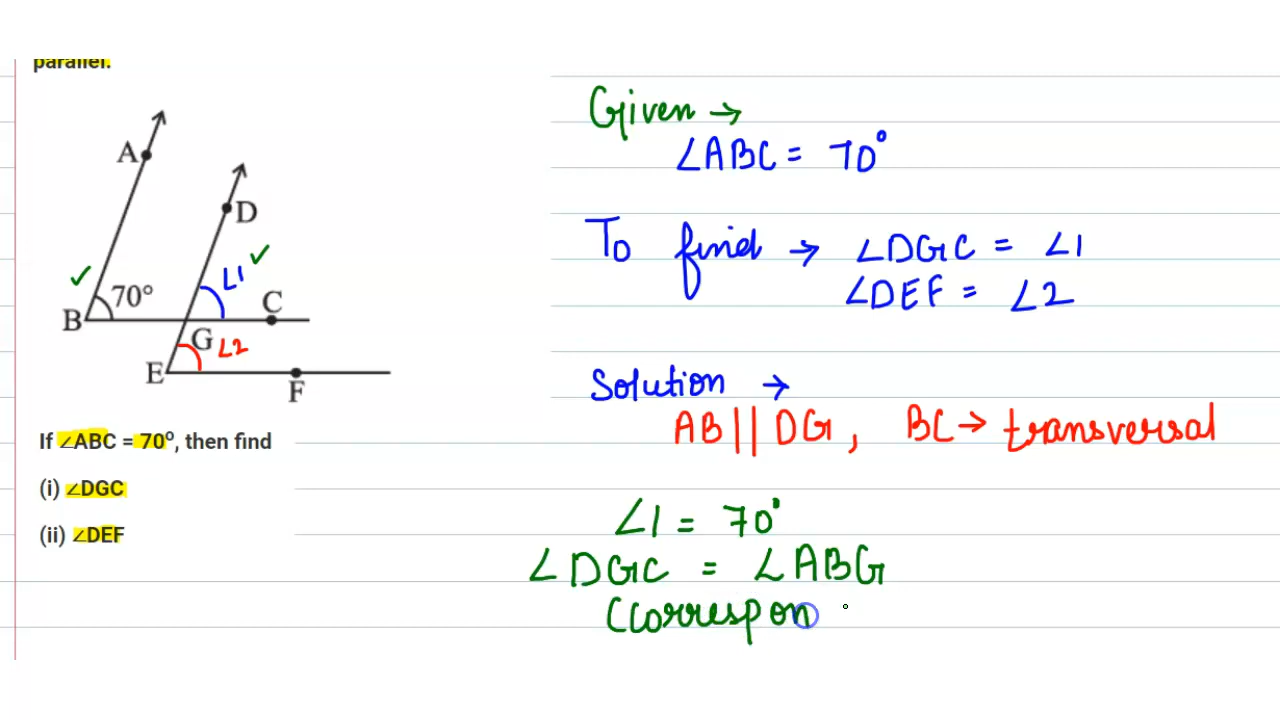 parallel.
A
D
∠1
B
70°
C
G
∠2
E
F
If ∠ABC = 70°, then find
(i) ∠DGC
(ii) ∠DEF
Given →
∠ABC = 70°
To find → ∠DGC = ∠1
∠DEF = ∠2
Solution →
AB || DG, BC → transversal
∠1 = 70°
∠DGC = ∠ABG
(Correspon